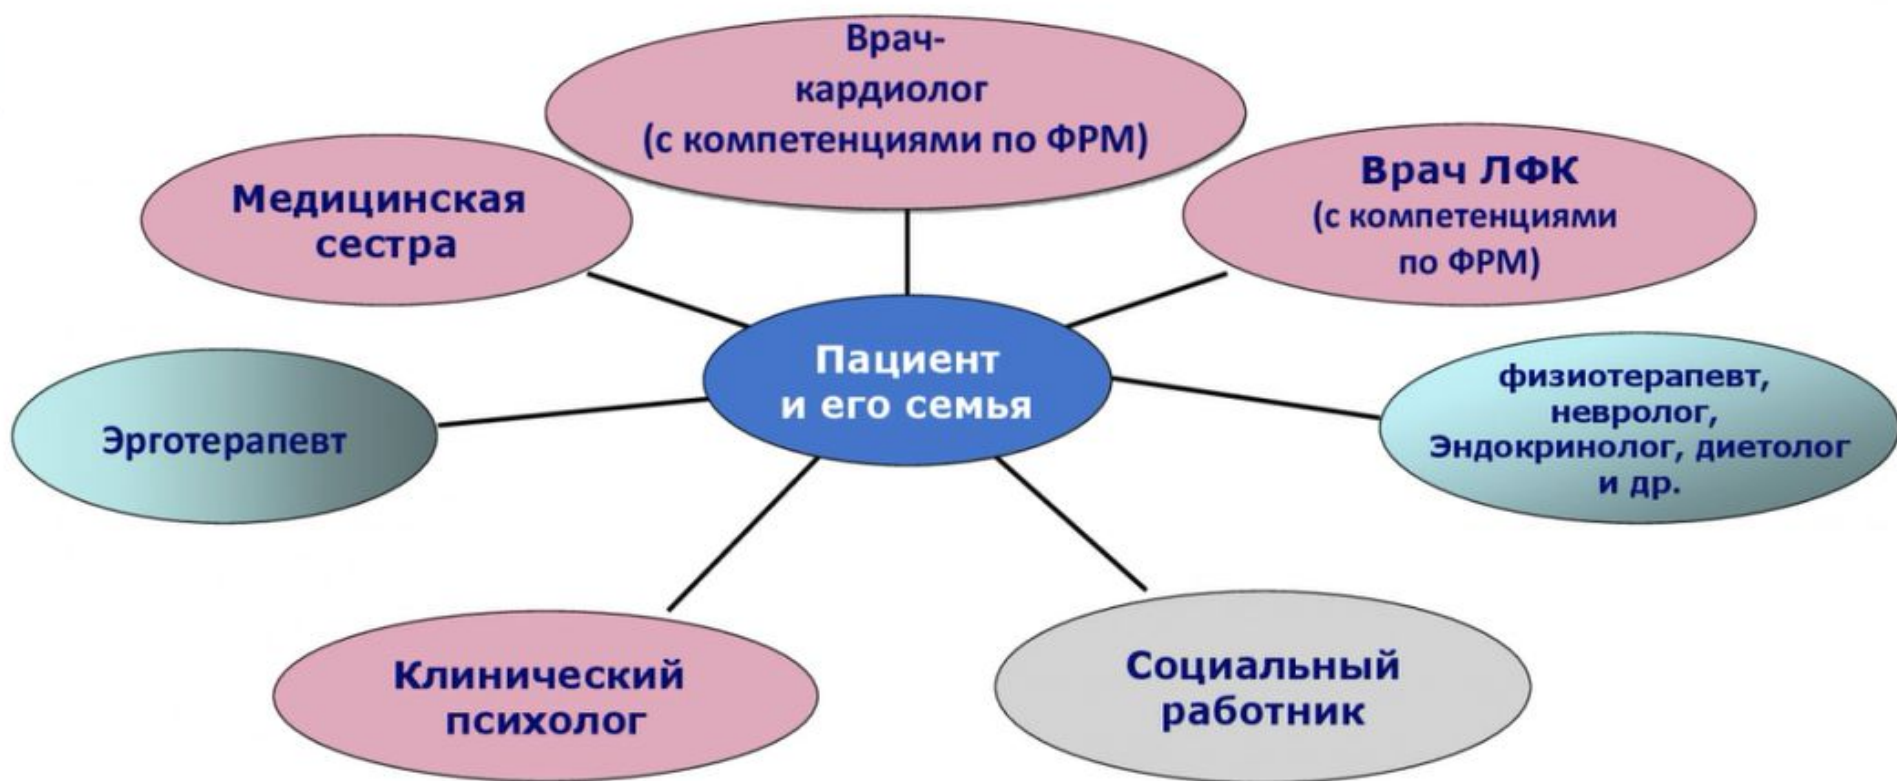 Врач-
кардиолог
(с компетенциями по ФРМ)
Медицинская
сестра
Врач ЛФК
(с компетенциями
по ФРМ)
Пациент
и его семья
Эрготерапевт
физиотерапевт,
невролог,
Эндокринолог, диетолог
и др.
Клинический
психолог
Социальный
работник